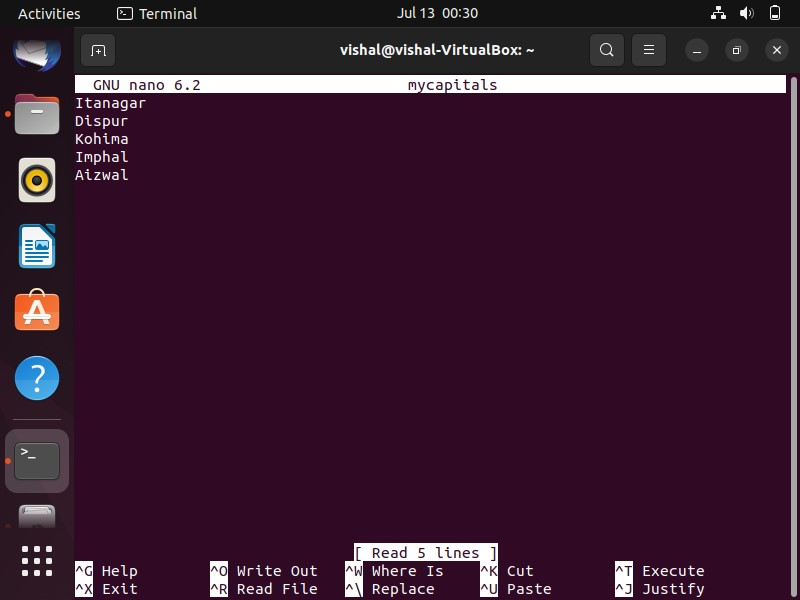 Activities Terminal Jul 13 00:30
vishal@vishal-VirtualBox: ~
GNU nano 6.2 mycapitals
Itanagar
Dispur
Kohima
Imphal
Aizwal
[ Read 5 lines ]
^G Help ^O Write Out ^W Where Is ^K Cut ^T Execute
^X Exit ^R Read File ^\ Replace ^U Paste ^J Justify